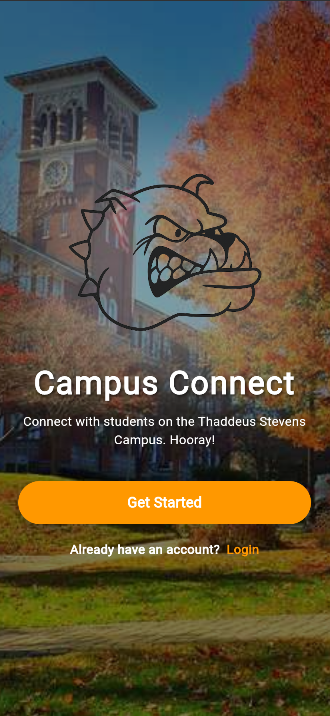 Campus Connect
Connect with students on the Thaddeus Stevens
Campus. Hooray!
Get Started
Already have an account? Login